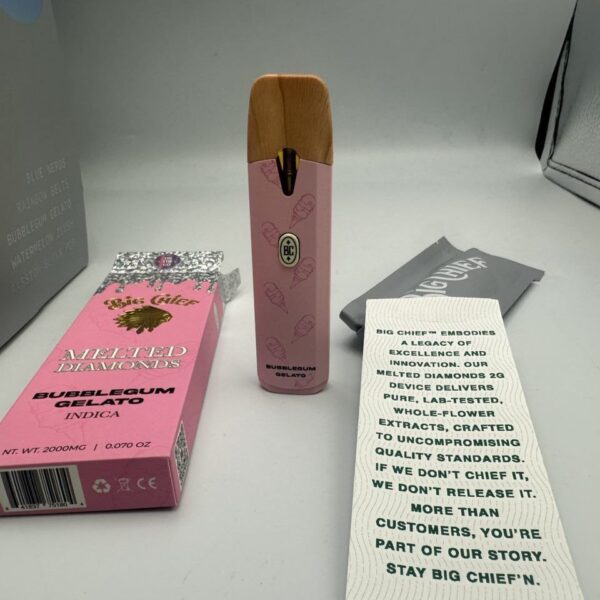 BLUE NERDS
RAINBOW BELTS
BUBBLEGUM GELATO
BIG CHIEF
MELTED
DIAMONDS
BUBBLEGUM
GELATO
INDICA
NT. WT. 2000MG | 0.070 OZ
BC
BUBBLEGUM
GELATO
BIG CHIEF
BIG CHIEF™ EMBODIES
A LEGACY OF
EXCELLENCE AND
INNOVATION. OUR
MELTED DIAMONDS 2G
DEVICE DELIVERS
PURE, LAB-TESTED,
WHOLE-FLOWER
EXTRACTS, CRAFTED
TO UNCOMPROMISING
QUALITY STANDARDS.
IF WE DON'T CHIEF IT,
WE DON'T RELEASE IT.
MORE THAN
CUSTOMERS, YOU'RE
PART OF OUR STORY.
STAY BIG CHIEF'N.